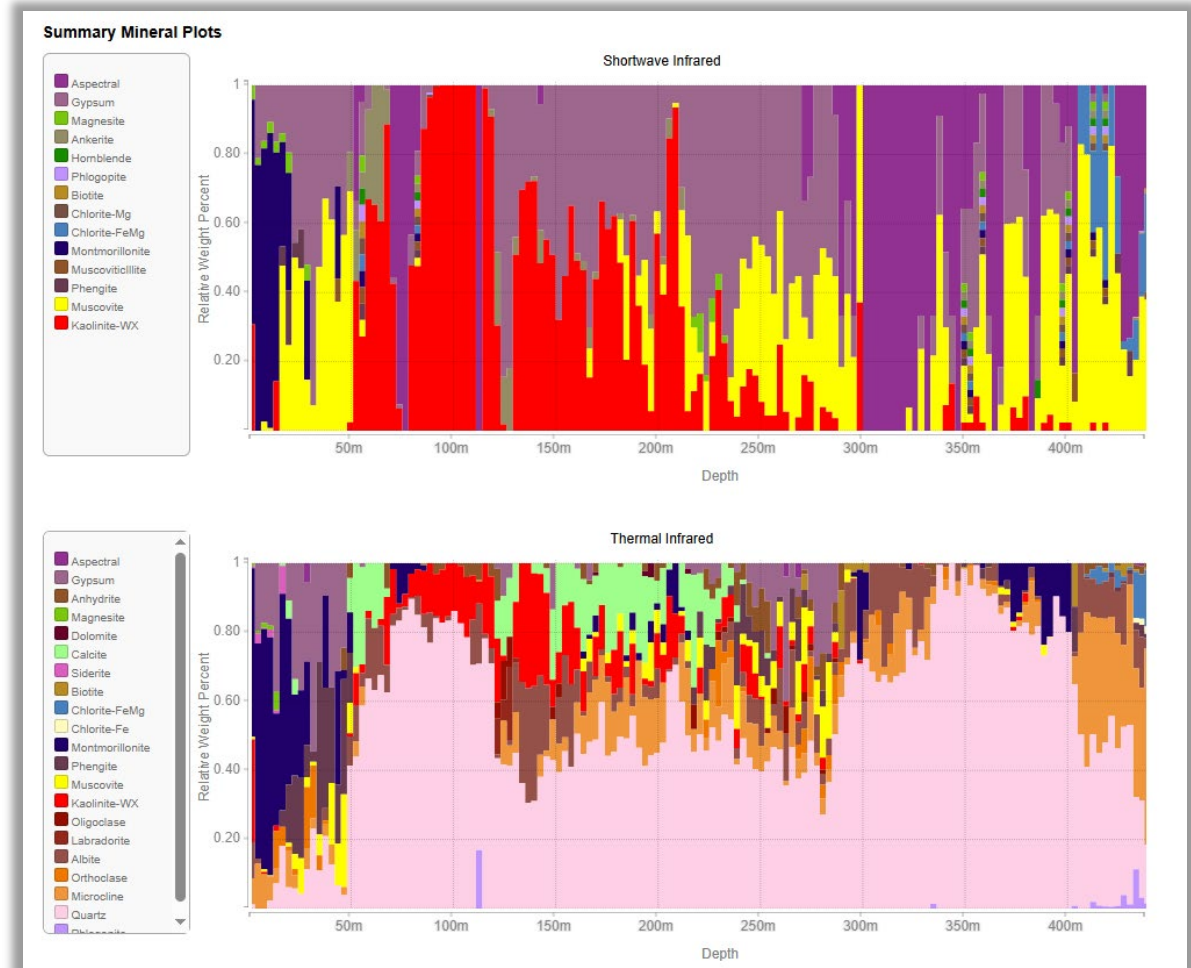 Summary Mineral Plots
Shortwave Infrared
Aspectral
Gypsum
Magnesite
Ankerite
Hornblende
Phlogopite
Biotite
Chlorite-Mg
Chlorite-FeMg
Montmorillonite
MuscoviticIllite
Phengite
Muscovite
Kaolinite-WX
Relative Weight Percent
1
0.80
0.60
0.40
0.20
50m 100m 150m 200m 250m 300m 350m 400m
Depth
Thermal Infrared
Aspectral
Gypsum
Anhydrite
Magnesite
Dolomite
Calcite
Siderite
Biotite
Chlorite-FeMg
Chlorite-Fe
Montmorillonite
Phengite
Muscovite
Kaolinite-WX
Oligoclase
Labradorite
Albite
Orthoclase
Microcline
Quartz
Phlogopite
Relative Weight Percent
1
0.80
0.60
0.40
0.20
50m 100m 150m 200m 250m 300m 350m 400m
Depth